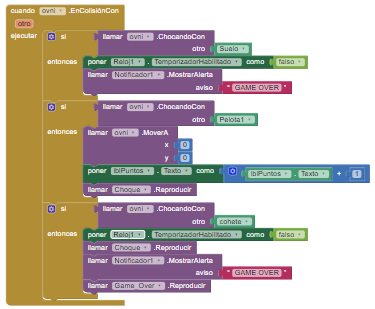 cuando ovni .EnColisiónCon
otro
ejecutar si llamar ovni .ChocandoCon
otro Suelo
entonces poner Reloj1 . TemporizadorHabilitado como falso
llamar Notificador1 .MostrarAlerta
aviso " GAME OVER "
si llamar ovni .ChocandoCon
otro Pelota1
entonces llamar ovni .MoverA
x 0
y 0
poner lblPuntos . Texto como lblPuntos . Texto + 1
llamar Choque .Reproducir
si llamar ovni .ChocandoCon
otro cohete
entonces poner Reloj1 . TemporizadorHabilitado como falso
llamar Choque .Reproducir
llamar Notificador1 .MostrarAlerta
aviso " GAME OVER "
llamar Game_Over .Reproducir